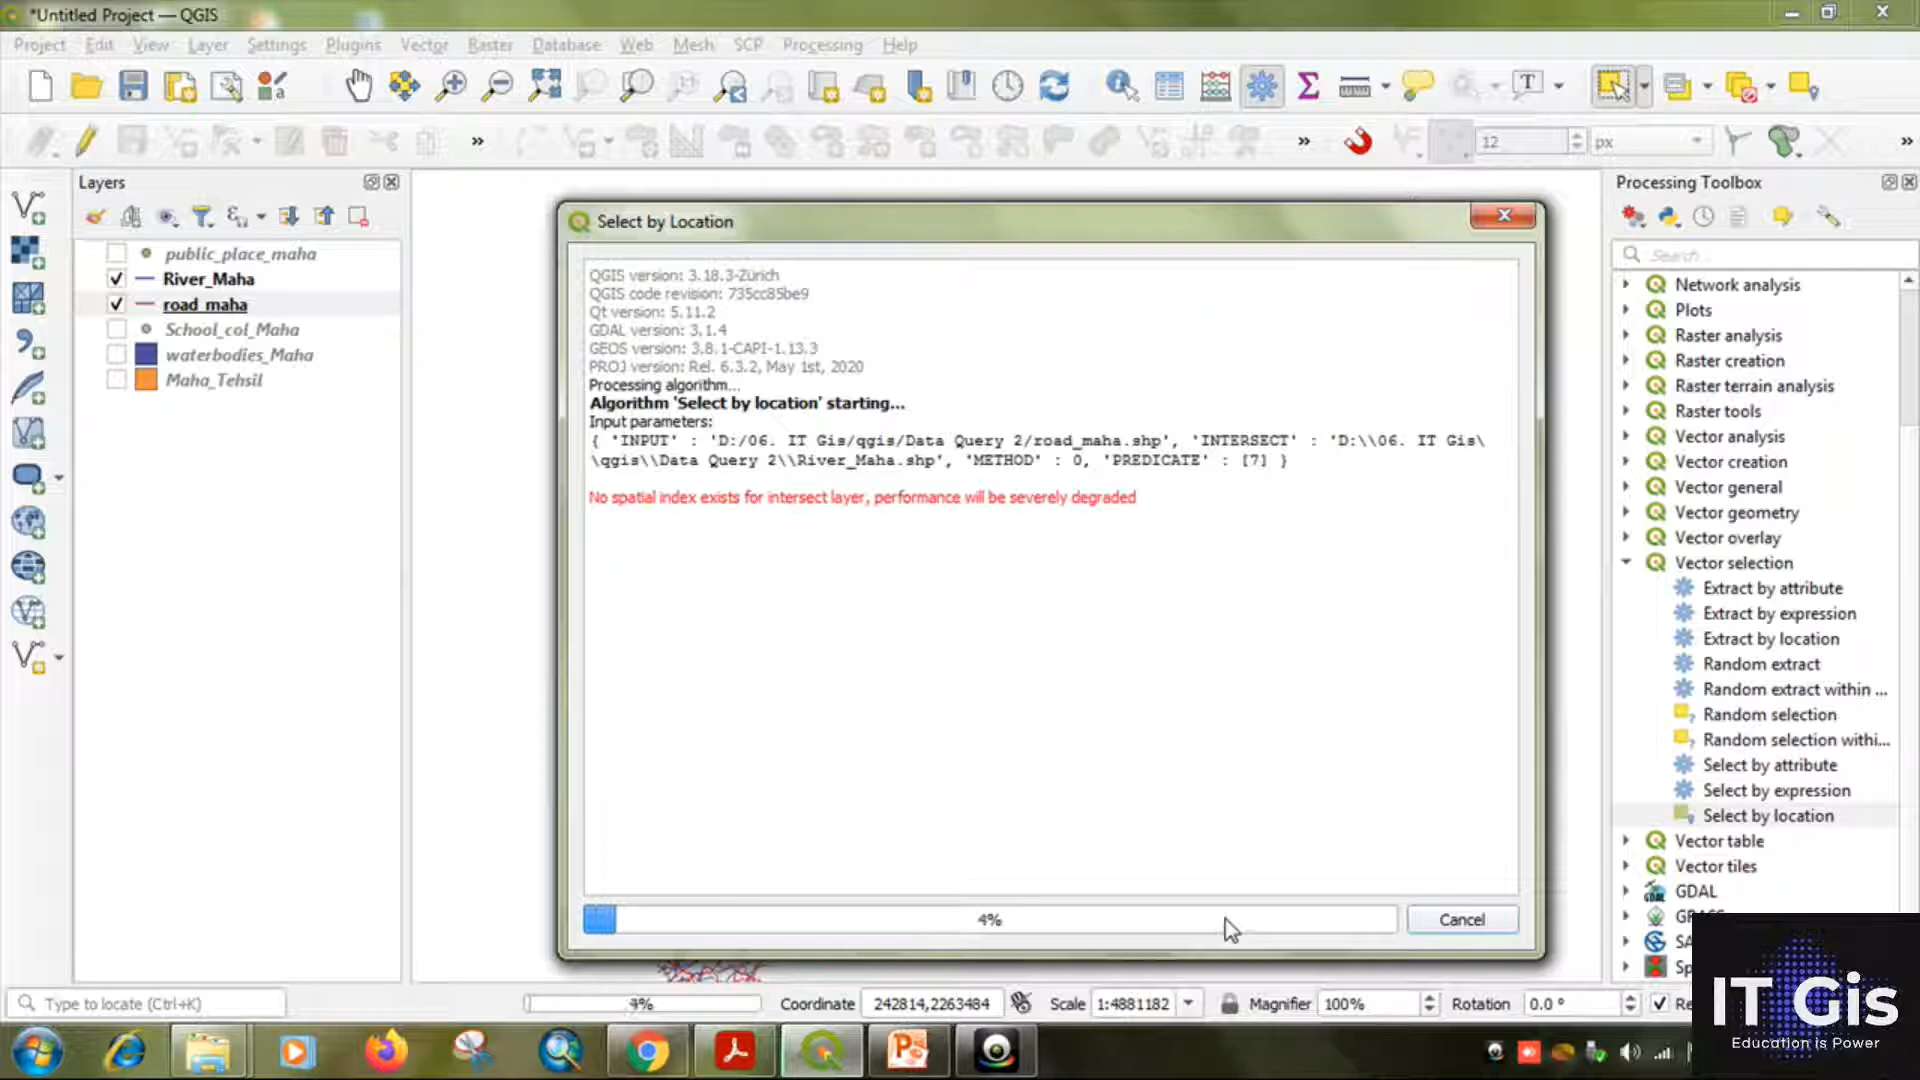 *Untitled Project — QGIS
Project Edit View Layer Settings Plugins Vector Raster Database Web Mesh SCP Processing Help
12 px
Layers
public_place_maha
River_Maha
road_maha
School_col_Maha
waterbodies_Maha
Maha_Tehsil
Select by Location
QGIS version: 3.18.3-Zürich
QGIS code revision: 735cc85be9
Qt version: 5.11.2
GDAL version: 3.1.4
GEOS version: 3.8.1-CAPI-1.13.3
PROJ version: Rel. 6.3.2, May 1st, 2020
Processing algorithm...
Algorithm 'Select by location' starting...
Input parameters:
{ 'INPUT' : 'D:/06. IT Gis/qgis/Data Query 2/road_maha.shp', 'INTERSECT' : 'D:\\06. IT Gis\
\qgis\\Data Query 2\\River_Maha.shp', 'METHOD' : 0, 'PREDICATE' : [7] }
No spatial index exists for intersect layer, performance will be severely degraded
4%
Cancel
Processing Toolbox
Search...
Network analysis
Plots
Raster analysis
Raster creation
Raster terrain analysis
Raster tools
Vector analysis
Vector creation
Vector general
Vector geometry
Vector overlay
Vector selection
Extract by attribute
Extract by expression
Extract by location
Random extract
Random extract within ...
Random selection
Random selection withi...
Select by attribute
Select by expression
Select by location
Vector table
Vector tiles
GDAL
GRASS
SA
Sp
Type to locate (Ctrl+K)
4%
Coordinate 242814,2263484
Scale 1:4881182
Magnifier 100%
Rotation 0.0 °
Re
IT Gis
Education is Power